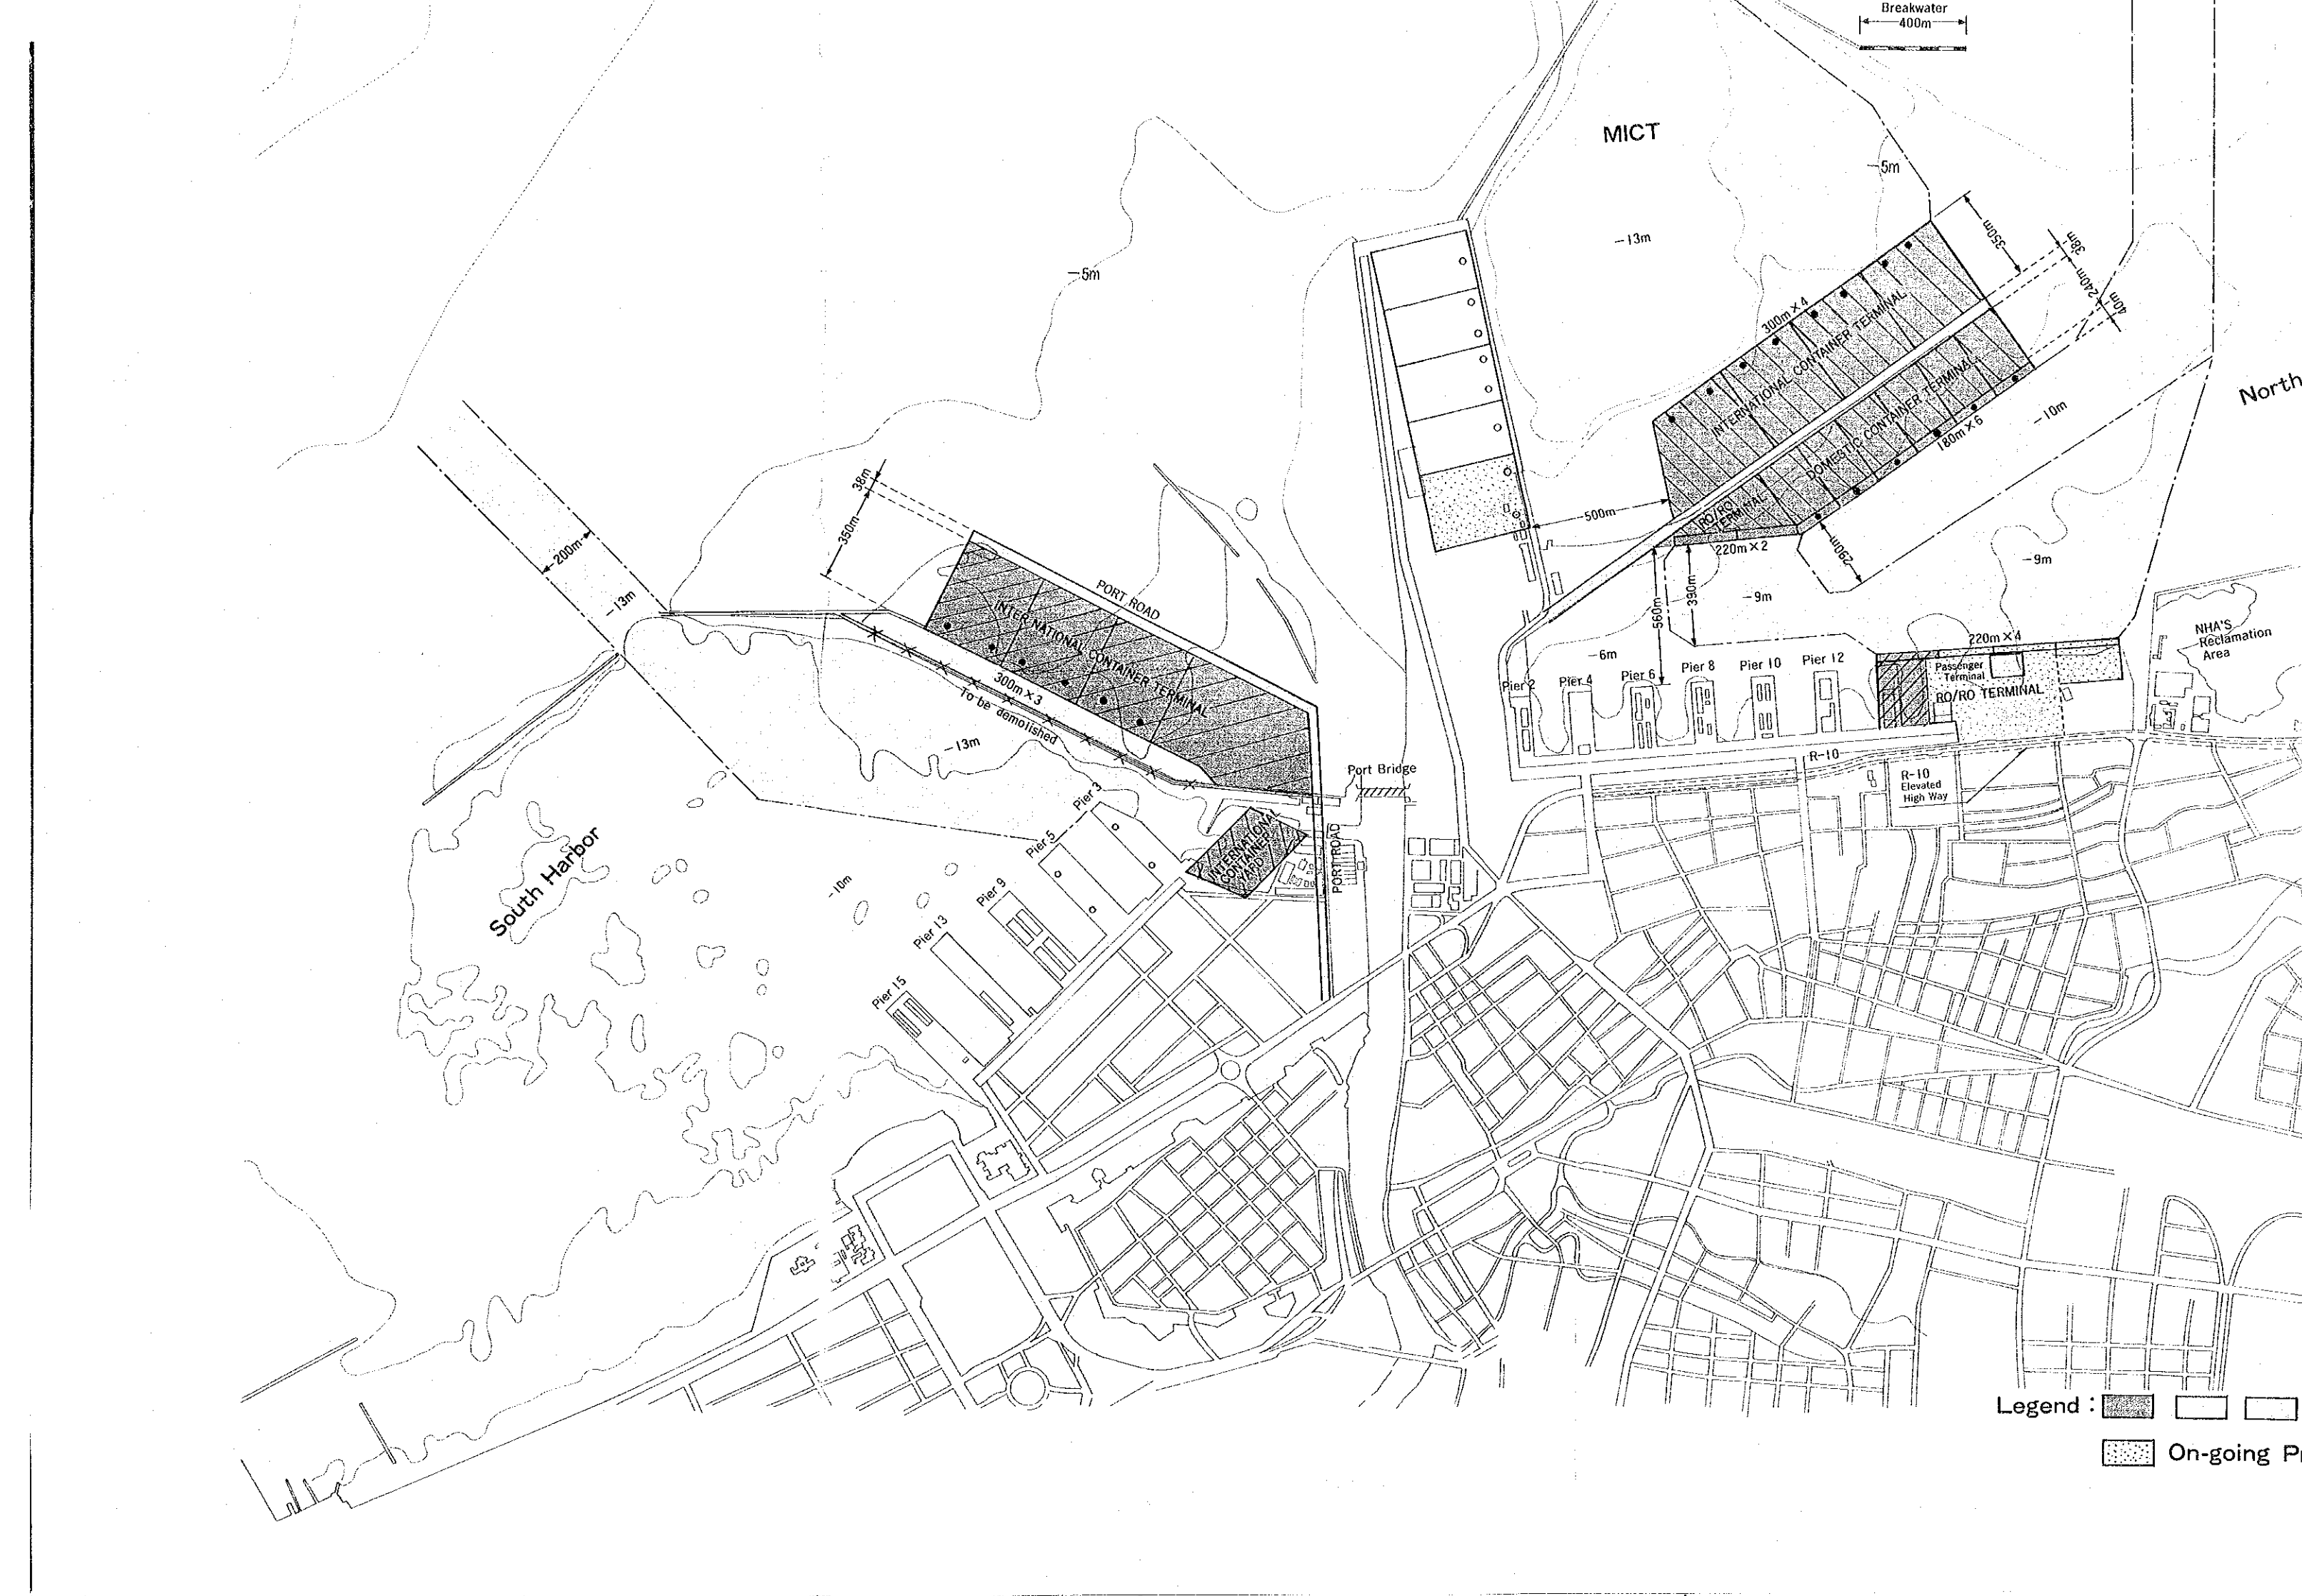 Breakwater
400m
MICT
-5m
-13m
350m
38m
240m
40m
300m×4
INTERNATIONAL CONTAINER TERMINAL
DOMESTIC CONTAINER TERMINAL
180m×6
-10m
North
-5m
RO/RO
TERMINAL
220m×2
500m
290m
560m
390m
-9m
-9m
38m
350m
200m
-13m
PORT ROAD
INTERNATIONAL CONTAINER TERMINAL
300m×3
To be demolished
-13m
-6m
Pier 2
Pier 4
Pier 6
Pier 8
Pier 10
Pier 12
220m×4
Passenger
Terminal
RO/RO TERMINAL
NHA'S
Reclamation
Area
R-10
R-10
Elevated
High Way
Port Bridge
PORT ROAD
INTERNATIONAL
CONTAINER
YARD
Pier 3
Pier 5
Pier 9
Pier 13
Pier 15
-10m
South Harbor
Legend :
On-going